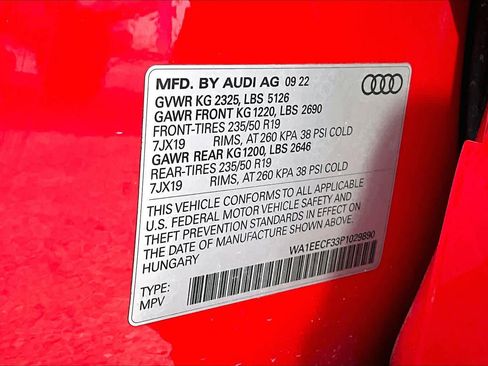 MFD. BY AUDI AG 09 22
GVWR KG 2325, LBS 5126
GAWR FRONT KG 1220, LBS 2690
FRONT-TIRES 235/50 R19
7JX19 RIMS, AT 260 KPA 38 PSI COLD
GAWR REAR KG1200, LBS 2646
REAR-TIRES 235/50 R19
7JX19 RIMS, AT 260 KPA 38 PSI COLD
THIS VEHICLE CONFORMS TO ALL APPLICABLE
U.S. FEDERAL MOTOR VEHICLE SAFETY AND
THEFT PREVENTION STANDARDS IN EFFECT ON
THE DATE OF MANUFACTURE SHOWN ABOVE.
HUNGARY
WA1EECF33P1029890
TYPE:
MPV